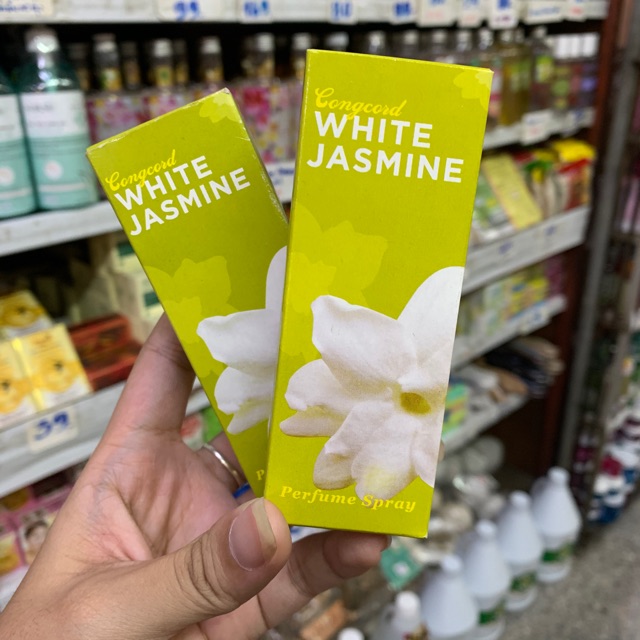 Congcord
WHITE
JASMINE
Congcord
WHITE
JASMINE
Perfume Spray
P
39